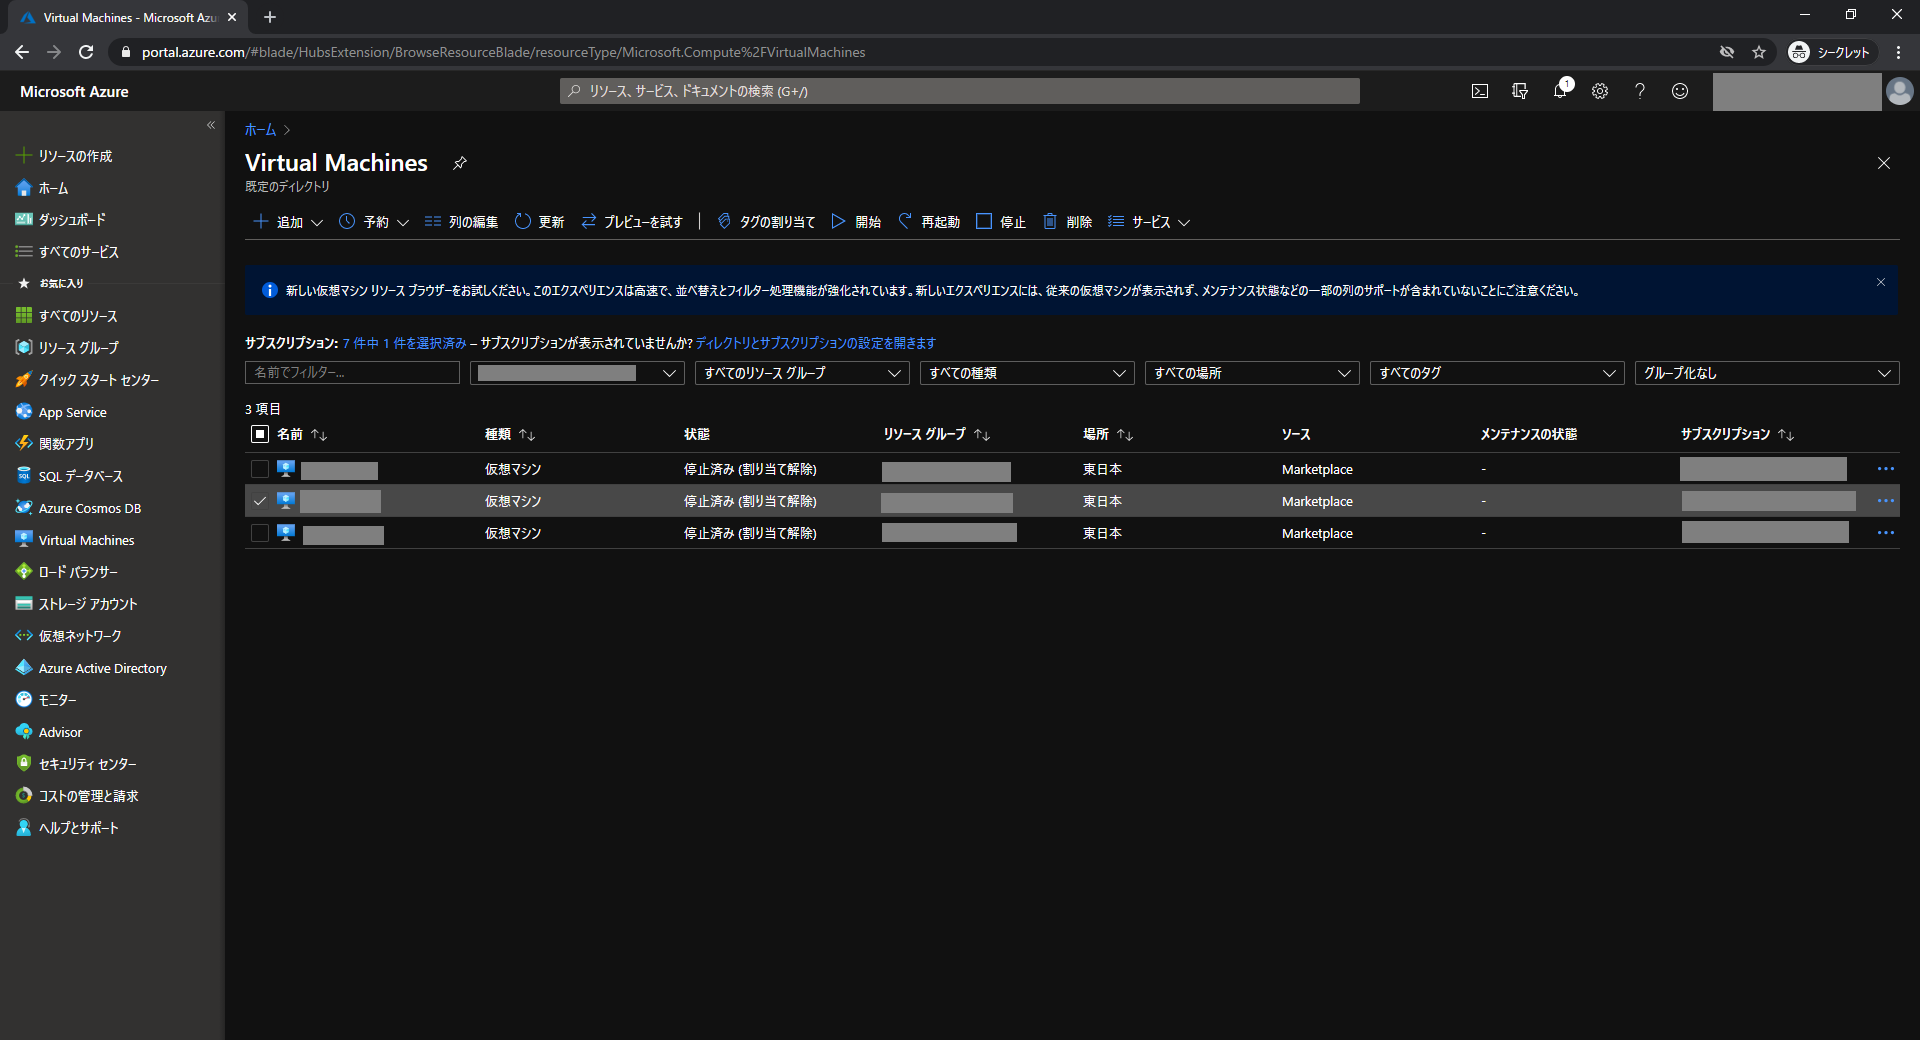 Virtual Machines - Microsoft Azu
portal.azure.com/#blade/HubsExtension/BrowseResourceBlade/resourceType/Microsoft.Compute%2FVirtualMachines
シークレット
Microsoft Azure
リソース、サービス、ドキュメントの検索 (G+/)
1
リソースの作成
ホーム
ダッシュボード
すべてのサービス
お気に入り
すべてのリソース
リソース グループ
クイック スタート センター
App Service
関数アプリ
SQL データベース
Azure Cosmos DB
Virtual Machines
ロード バランサー
ストレージ アカウント
仮想ネットワーク
Azure Active Directory
モニター
Advisor
セキュリティ センター
コストの管理と請求
ヘルプとサポート
ホーム
Virtual Machines
既定のディレクトリ
追加 予約 列の編集 更新 プレビューを試す タグの割り当て 開始 再起動 停止 削除 サービス
新しい仮想マシン リソース ブラウザーをお試しください。このエクスペリエンスは高速で、並べ替えとフィルター処理機能が強化されています。新しいエクスペリエンスには、従来の仮想マシンが表示されず、メンテナンス状態などの一部の列のサポートが含まれていないことにご注意ください。
サブスクリプション: 7 件中 1 件を選択済み – サブスクリプションが表示されていませんか? ディレクトリとサブスクリプションの設定を開きます
名前でフィルター... すべてのリソース グループ すべての種類 すべての場所 すべてのタグ グループ化なし
3 項目
名前 種類 状態 リソース グループ 場所 ソース メンテナンスの状態 サブスクリプション
仮想マシン 停止済み (割り当て解除) 東日本 Marketplace -
仮想マシン 停止済み (割り当て解除) 東日本 Marketplace -
仮想マシン 停止済み (割り当て解除) 東日本 Marketplace -